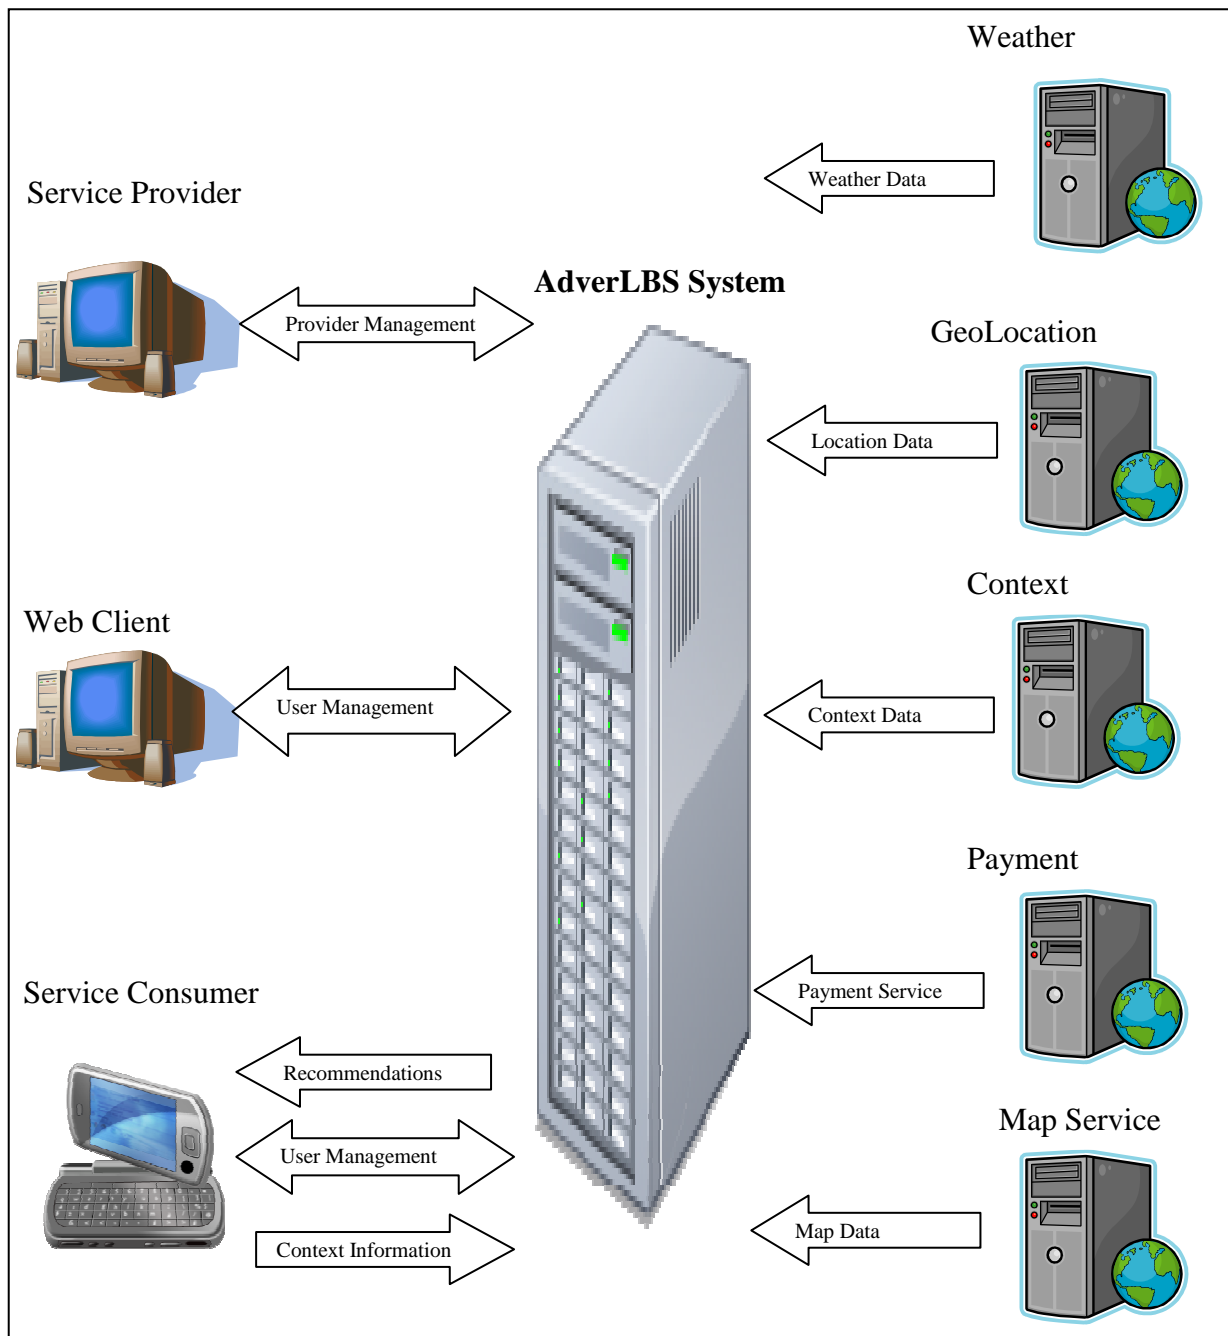 Weather
Weather Data
Service Provider
AdverLBS System
Provider Management
GeoLocation
Location Data
Context
Web Client
User Management
Context Data
Payment
Payment Service
Service Consumer
Recommendations
Map Service
User Management
Map Data
Context Information